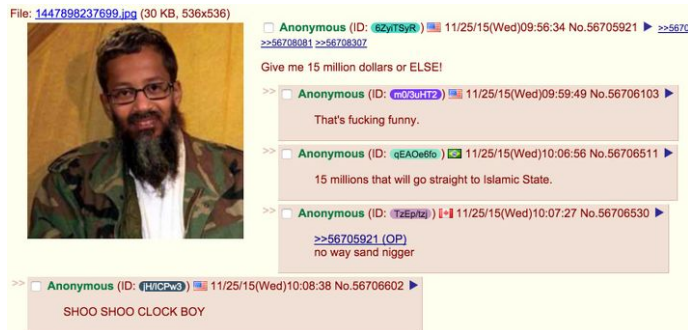 File: 1447898237699.jpg (30 KB, 536x536)
Anonymous (ID: 6ZyiTSyR) 11/25/15(Wed)09:56:34 No.56705921 ▶
>>56708081 >>56708307
Give me 15 million dollars or ELSE!
>> Anonymous (ID: m0/3uHT2) 11/25/15(Wed)09:59:49 No.56706103 ▶
That's fucking funny.
>> Anonymous (ID: qEAOe6fo) 11/25/15(Wed)10:06:56 No.56706511 ▶
15 millions that will go straight to Islamic State.
>> Anonymous (ID: TzEp/tzj) 11/25/15(Wed)10:07:27 No.56706530 ▶
>>56705921 (OP)
no way sand nigger
>> Anonymous (ID: jH/lCPw3) 11/25/15(Wed)10:08:38 No.56706602 ▶
SHOO SHOO CLOCK BOY